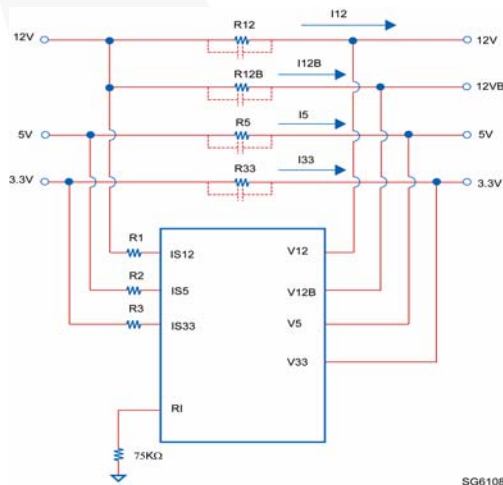 I12
12V
R12
12V
I12B
R12B
12VB
I5
5V
R5
5V
I33
3.3V
R33
3.3V
R1
IS12
V12
R2
IS5
V12B
R3
IS33
V5
V33
RI
75KΩ
SG6108